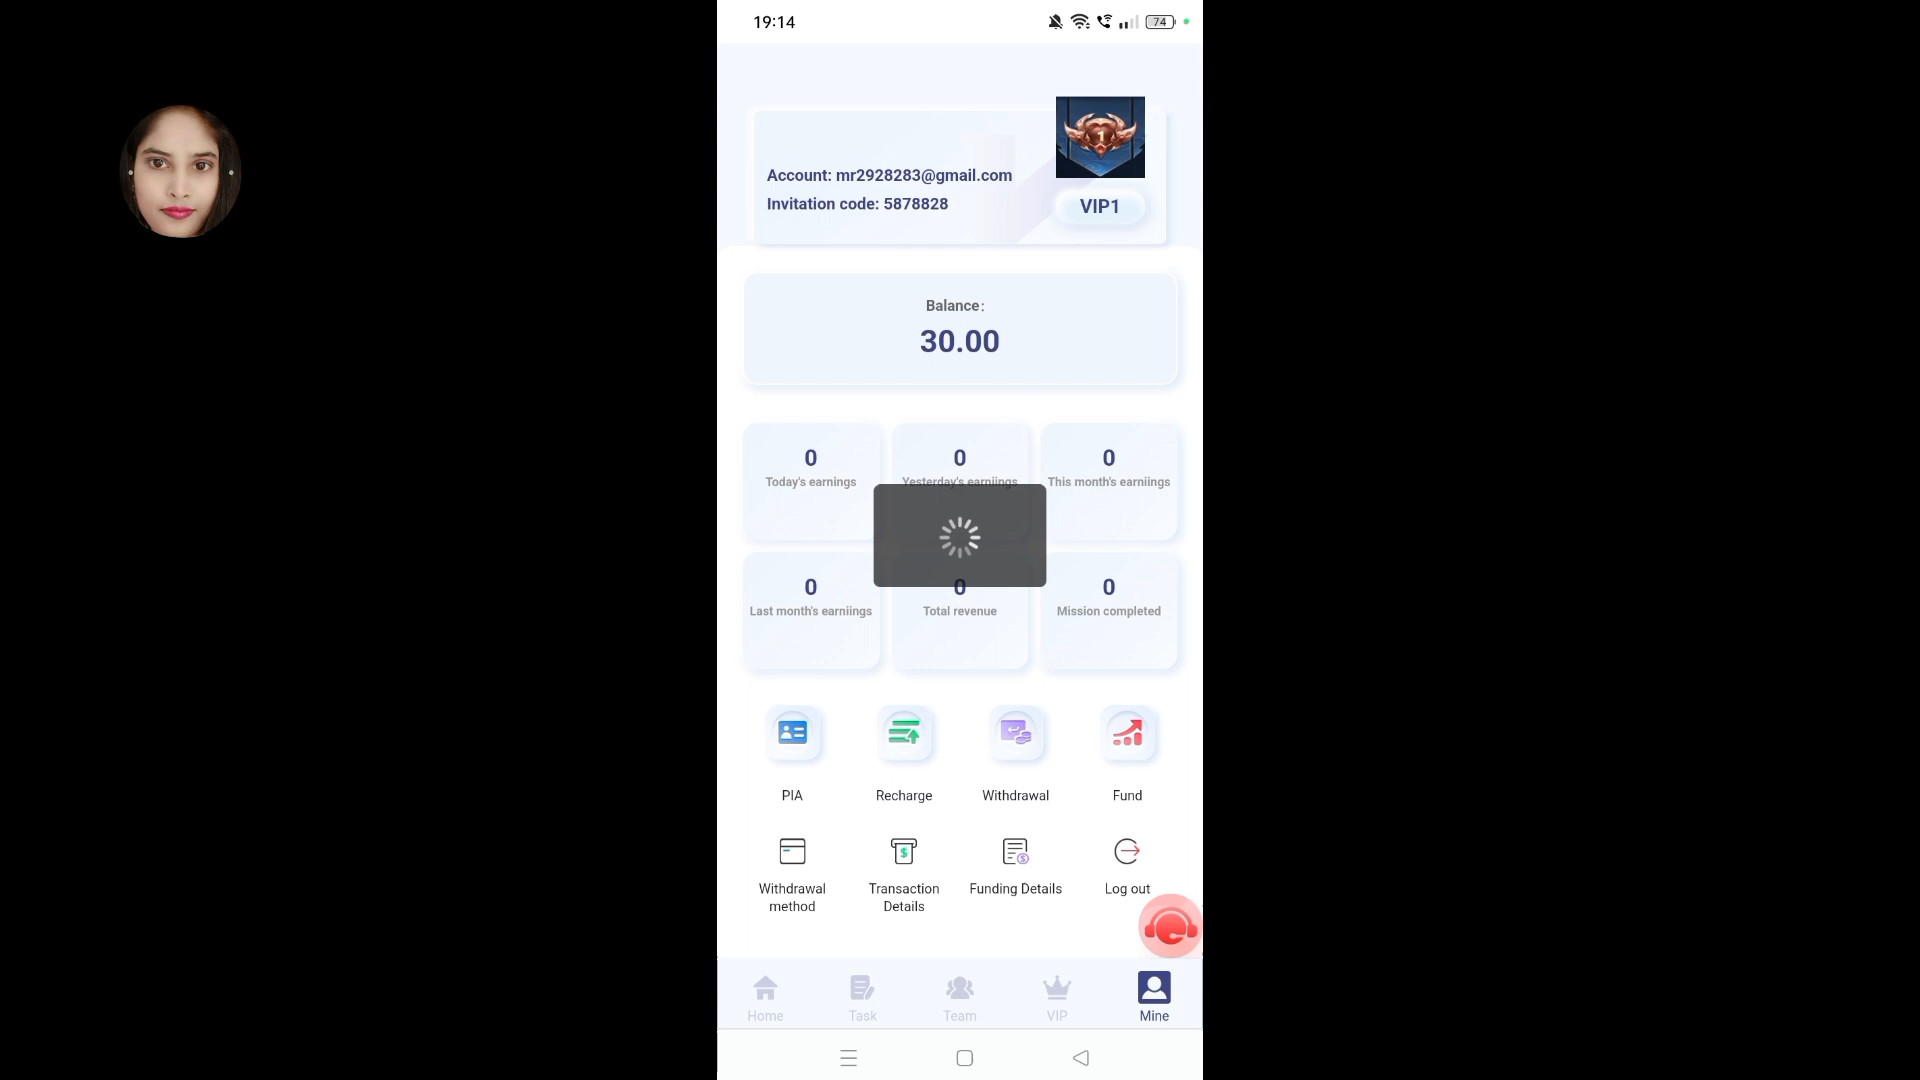 19:14
74
1
Account: mr2928283@gmail.com
Invitation code: 5878828
VIP1
Balance:
30.00
0
Today's earnings
0
Yesterday's earniings
0
This month's earniings
0
Last month's earniings
0
Total revenue
0
Mission completed
PIA
Recharge
Withdrawal
Fund
Withdrawal
method
$
Transaction
Details
$
Funding Details
Log out
Home
Task
Team
VIP
Mine